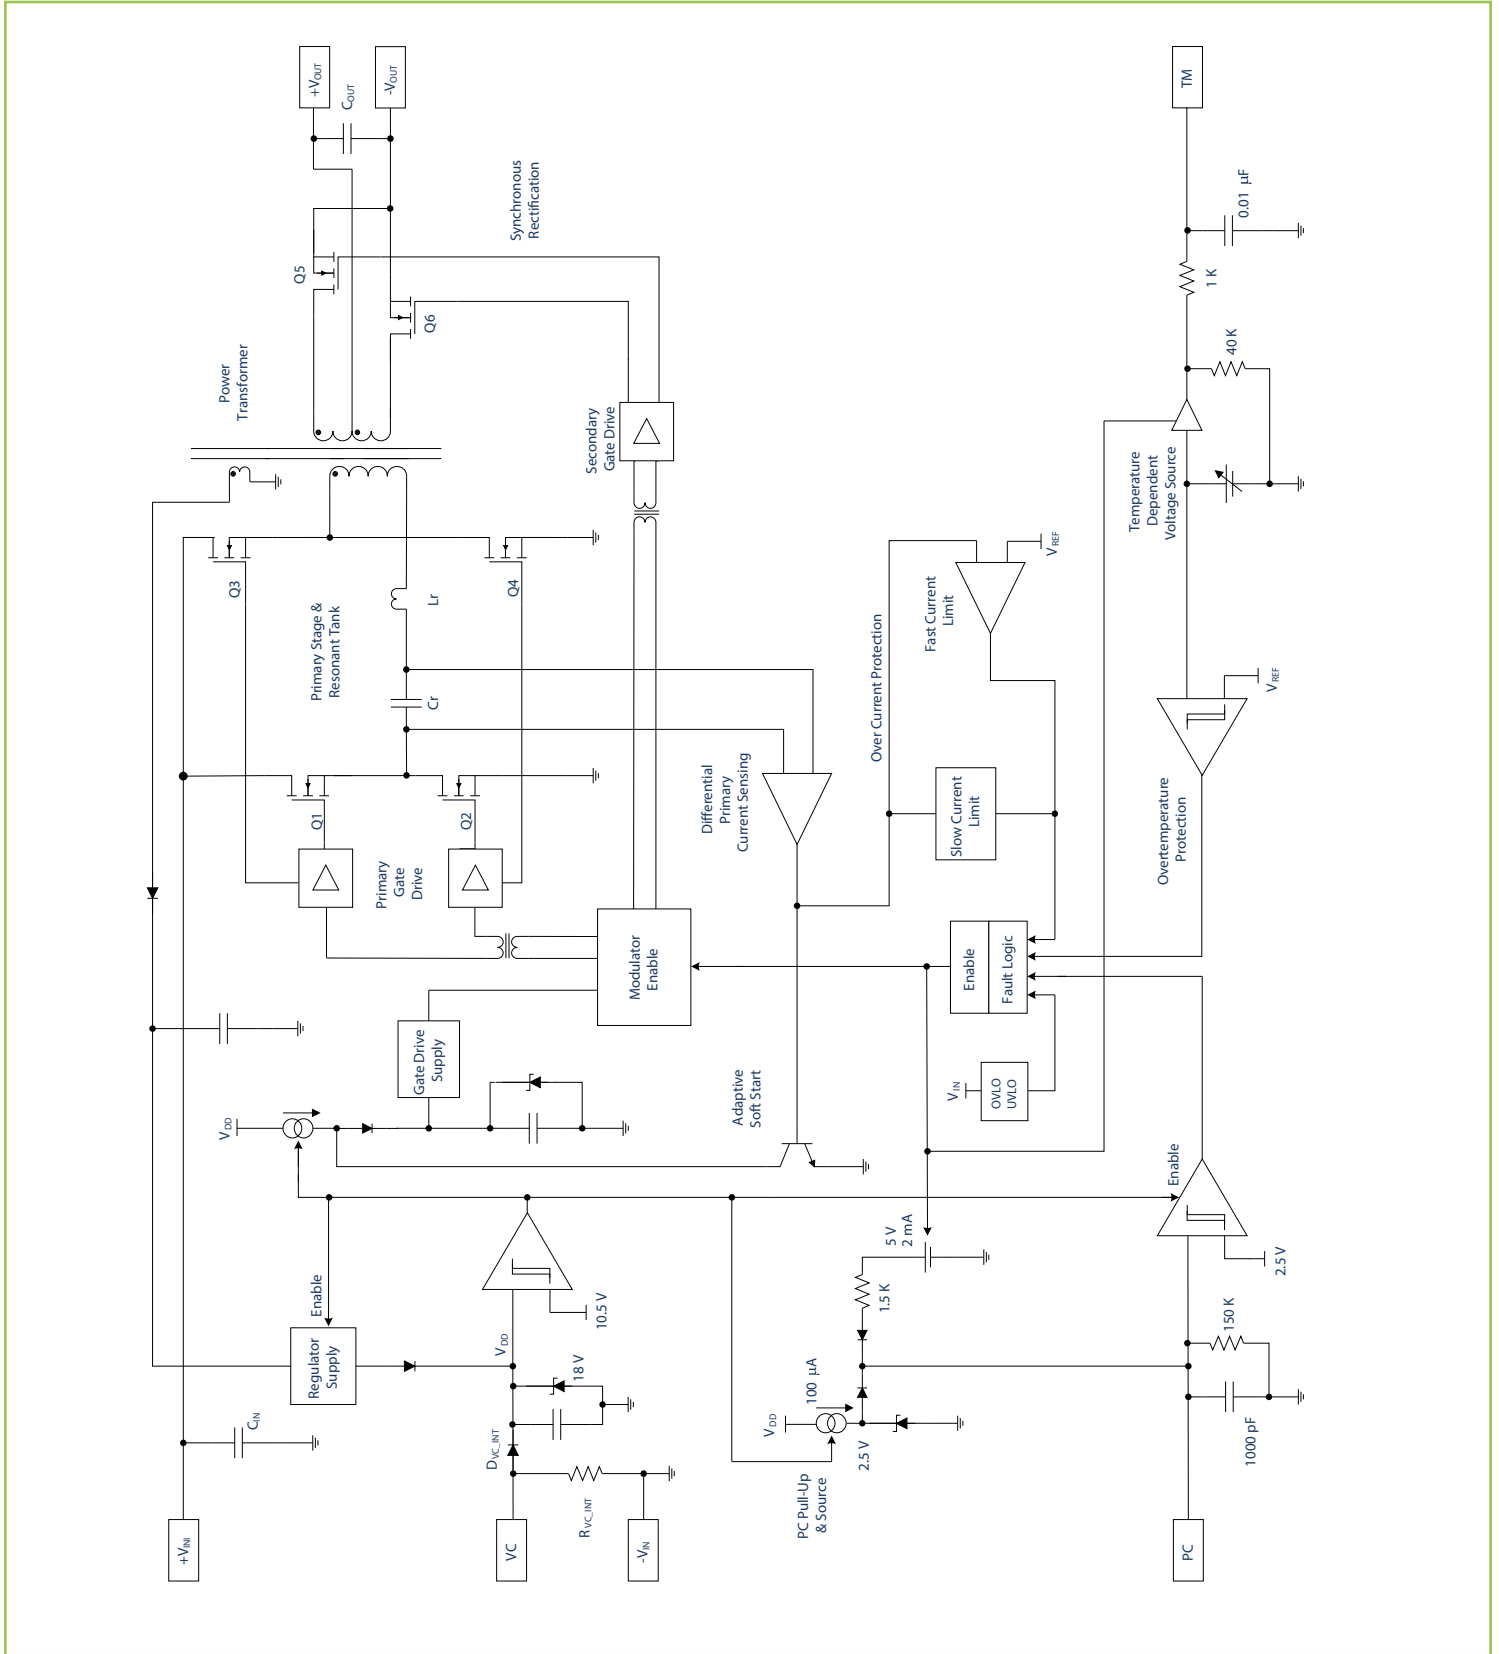 +VOUT
COUT
-VOUT
Synchronous
Rectification
Q5
Q6
Power
Transformer
Secondary
Gate Drive
Q3
Q4
Primary Stage &
Resonant Tank
Lr
Cr
Q1
Q2
Primary
Gate
Drive
Differential
Primary
Current Sensing
Modulator
Enable
Gate Drive
Supply
VDD
Adaptive
Soft Start
Enable
Regulator
Supply
VDD
10.5 V
18 V
CIN
DVC_INT
RVC_INT
+VINI
VC
-VIN
TM
0.01 μF
1 K
40 K
Temperature
Dependent
Voltage Source
VREF
Fast Current
Limit
Over Current Protection
Slow Current
Limit
VREF
Overtemperature
Protection
Enable
Fault Logic
VIN
OVLO
UVLO
Enable
5 V
2 mA
2.5 V
1.5 K
150 K
100 μA
VDD
2.5 V
1000 pF
PC Pull-Up
& Source
PC